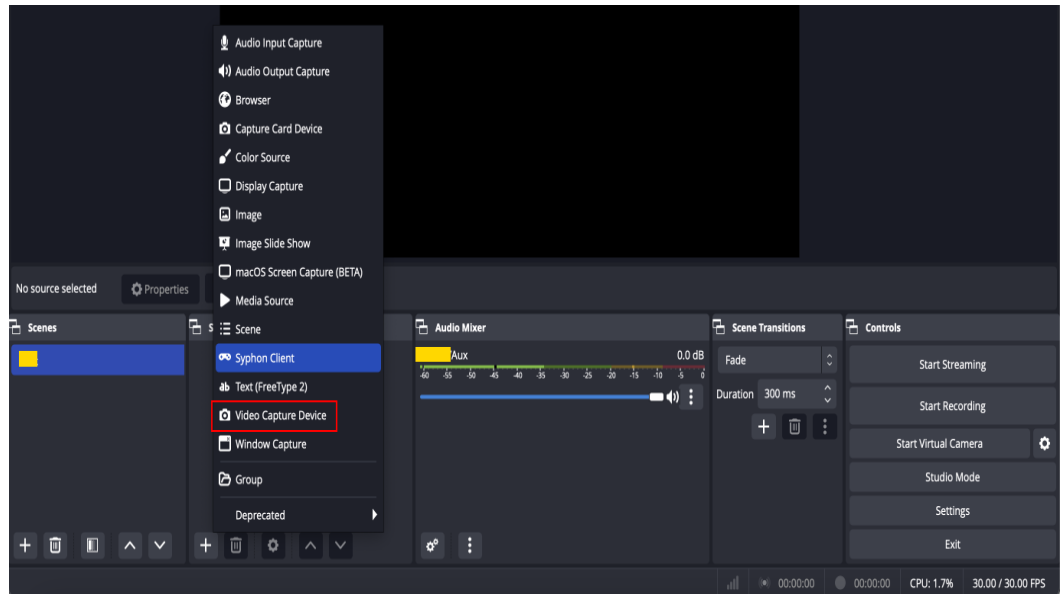 Audio Input Capture
Audio Output Capture
Browser
Capture Card Device
Color Source
Display Capture
Image
Image Slide Show
macOS Screen Capture (BETA)
Media Source
Scene
Syphon Client
ab Text (FreeType 2)
Video Capture Device
Window Capture
Group
Deprecated
No source selected
Properties
Scenes
S
Audio Mixer
Aux
0.0 dB
-60 -55 -50 -45 -40 -35 -30 -25 -20 -15 -10 -5 0
Scene Transitions
Fade
Duration 300 ms
Controls
Start Streaming
Start Recording
Start Virtual Camera
Studio Mode
Settings
Exit
00:00:00 00:00:00 CPU: 1.7% 30.00 / 30.00 FPS